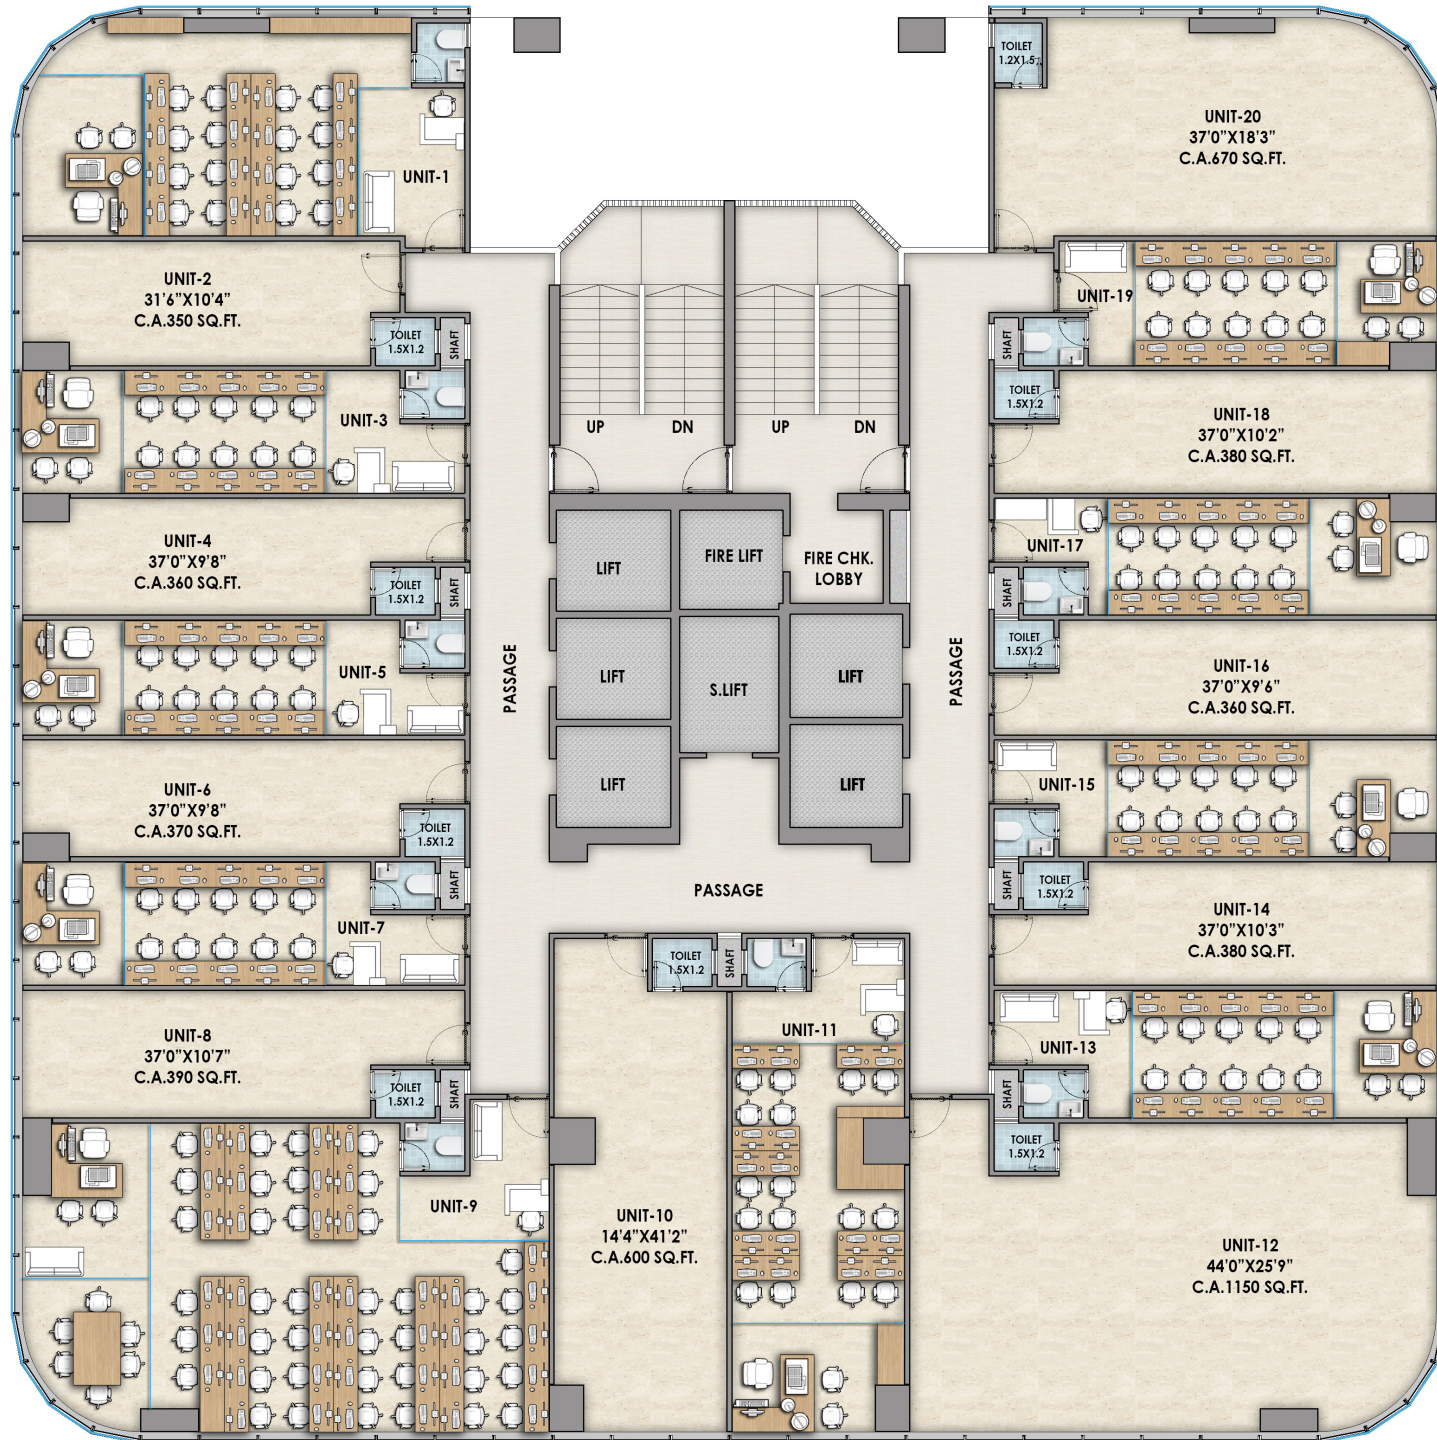 UNIT-1
UNIT-2
31'6"X10'4"
C.A.350 SQ.FT.
TOILET
1.5X1.2
SHAFT
UNIT-3
UNIT-4
37'0"X9'8"
C.A.360 SQ.FT.
TOILET
1.5X1.2
SHAFT
UNIT-5
UNIT-6
37'0"X9'8"
C.A.370 SQ.FT.
TOILET
1.5X1.2
SHAFT
UNIT-7
UNIT-8
37'0"X10'7"
C.A.390 SQ.FT.
TOILET
1.5X1.2
SHAFT
UNIT-9
PASSAGE
UP
DN
UP
DN
LIFT
FIRE LIFT
FIRE CHK.
LOBBY
LIFT
S.LIFT
LIFT
LIFT
LIFT
PASSAGE
PASSAGE
TOILET
1.5X1.2
SHAFT
UNIT-10
14'4"X41'2"
C.A.600 SQ.FT.
UNIT-11
TOILET
1.2X1.5
UNIT-20
37'0"X18'3"
C.A.670 SQ.FT.
UNIT-19
SHAFT
TOILET
1.5X1.2
UNIT-18
37'0"X10'2"
C.A.380 SQ.FT.
UNIT-17
SHAFT
TOILET
1.5X1.2
UNIT-16
37'0"X9'6"
C.A.360 SQ.FT.
UNIT-15
SHAFT
TOILET
1.5X1.2
UNIT-14
37'0"X10'3"
C.A.380 SQ.FT.
UNIT-13
SHAFT
TOILET
1.5X1.2
UNIT-12
44'0"X25'9"
C.A.1150 SQ.FT.